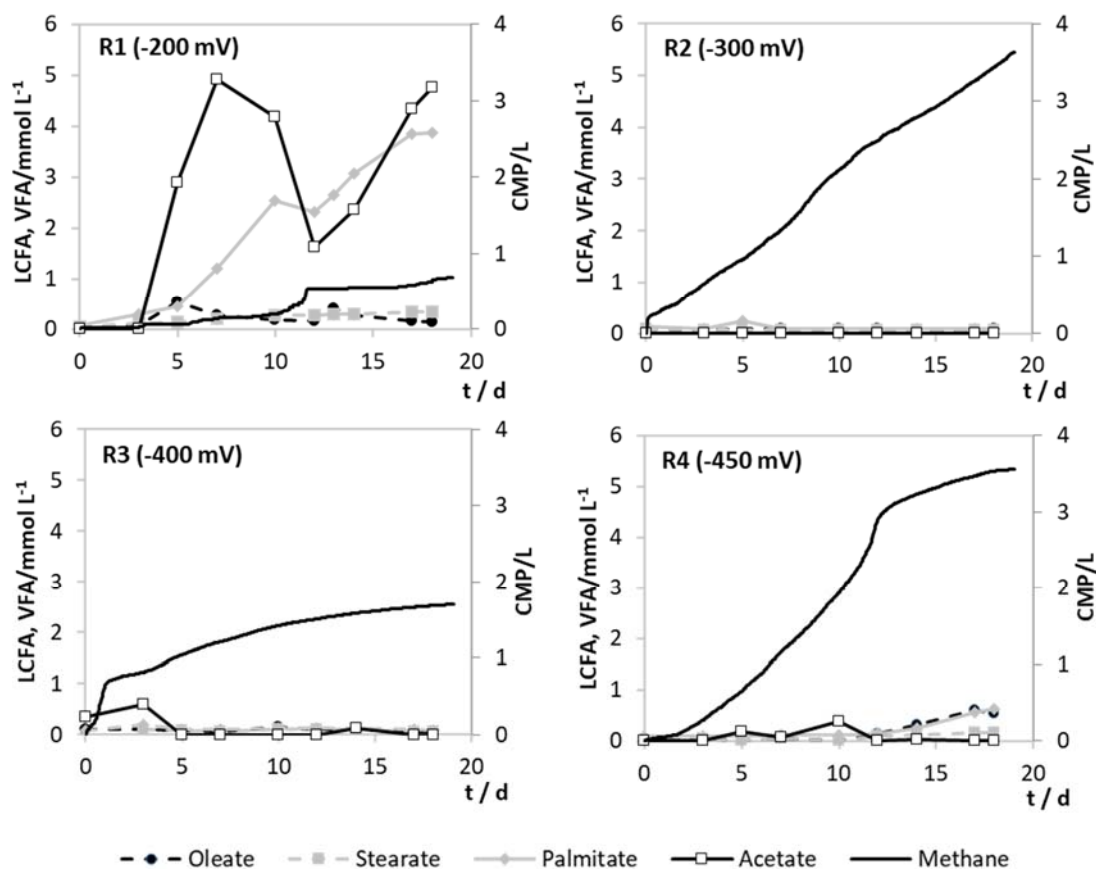 R1 (-200 mV)
LCFA, VFA/mmol L⁻¹
6
5
4
3
2
1
0
4
3
2
1
0
CMP/L
0 5 10 15 20
t / d
R2 (-300 mV)
LCFA, VFA/mmol L⁻¹
6
5
4
3
2
1
0
4
3
2
1
0
CMP/L
0 5 10 15 20
t / d
R3 (-400 mV)
LCFA, VFA/mmol L⁻¹
6
5
4
3
2
1
0
4
3
2
1
0
CMP/L
0 5 10 15 20
t / d
R4 (-450 mV)
LCFA, VFA/mmol L⁻¹
6
5
4
3
2
1
0
4
3
2
1
0
CMP/L
0 5 10 15 20
t / d
Oleate Stearate Palmitate Acetate Methane